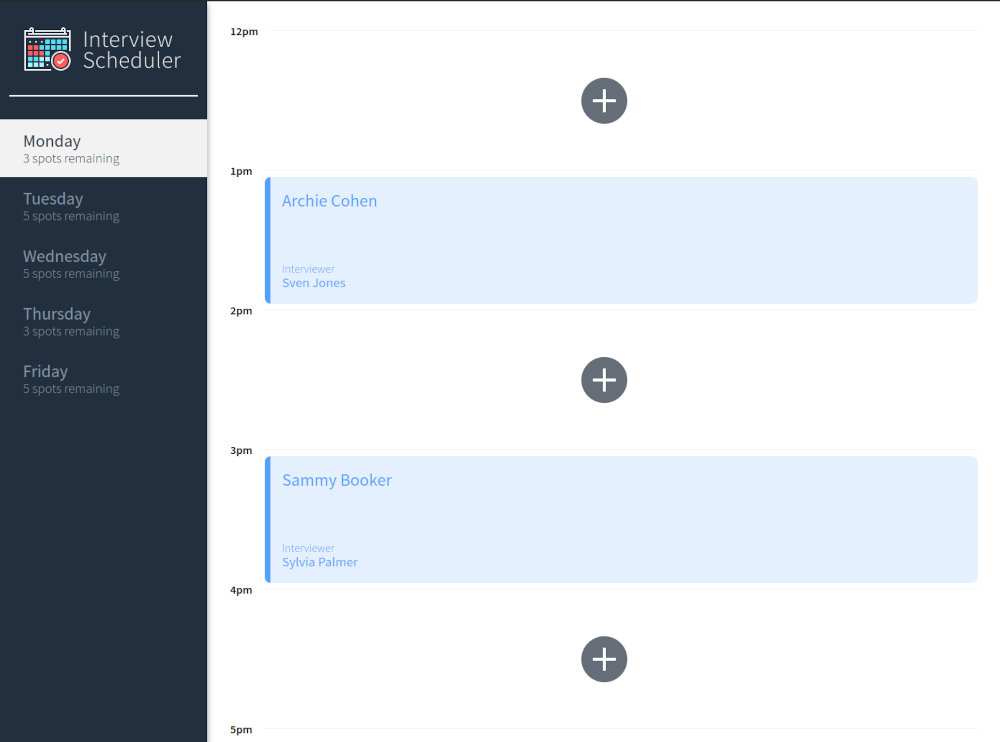 Interview
Scheduler
Monday
3 spots remaining
Tuesday
5 spots remaining
Wednesday
5 spots remaining
Thursday
3 spots remaining
Friday
5 spots remaining
12pm
1pm
Archie Cohen
Interviewer
Sven Jones
2pm
3pm
Sammy Booker
Interviewer
Sylvia Palmer
4pm
5pm